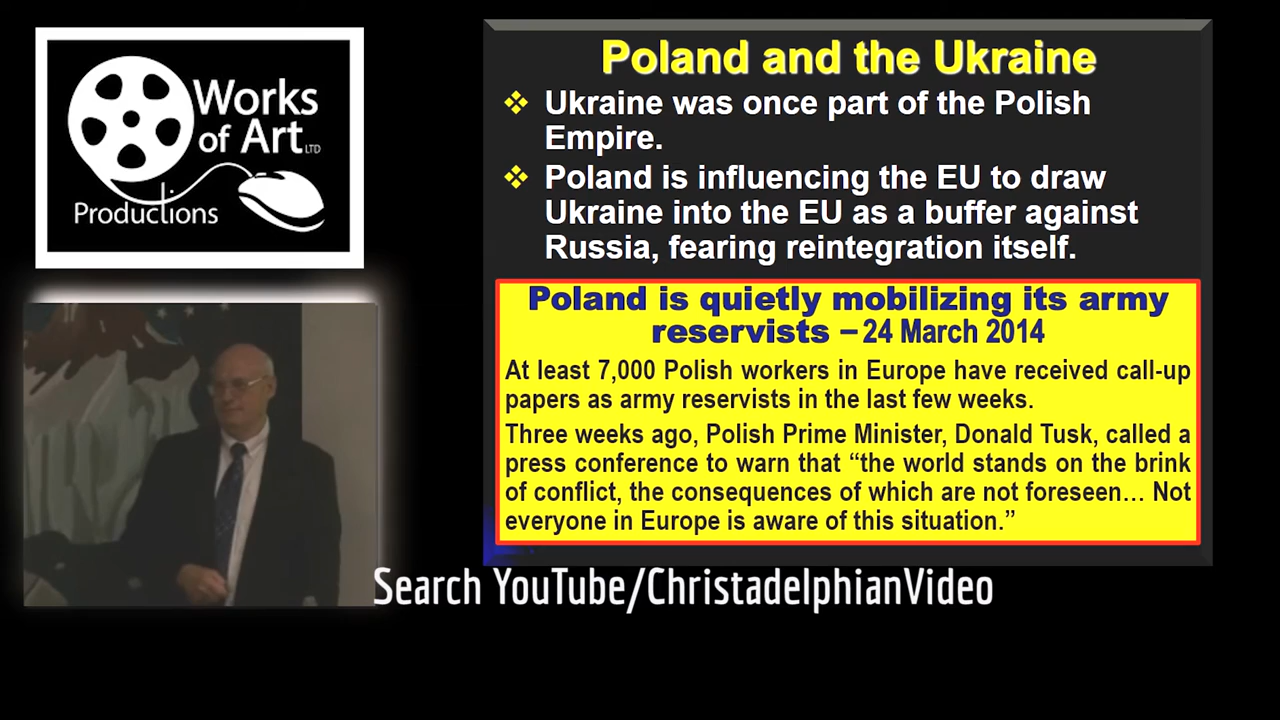 Works
of Art LTD
Productions
Poland and the Ukraine
Ukraine was once part of the Polish
Empire.
Poland is influencing the EU to draw
Ukraine into the EU as a buffer against
Russia, fearing reintegration itself.
Poland is quietly mobilizing its army
reservists – 24 March 2014
At least 7,000 Polish workers in Europe have received call-up
papers as army reservists in the last few weeks.
Three weeks ago, Polish Prime Minister, Donald Tusk, called a
press conference to warn that “the world stands on the brink
of conflict, the consequences of which are not foreseen… Not
everyone in Europe is aware of this situation.”
Search YouTube/ChristadelphianVideo